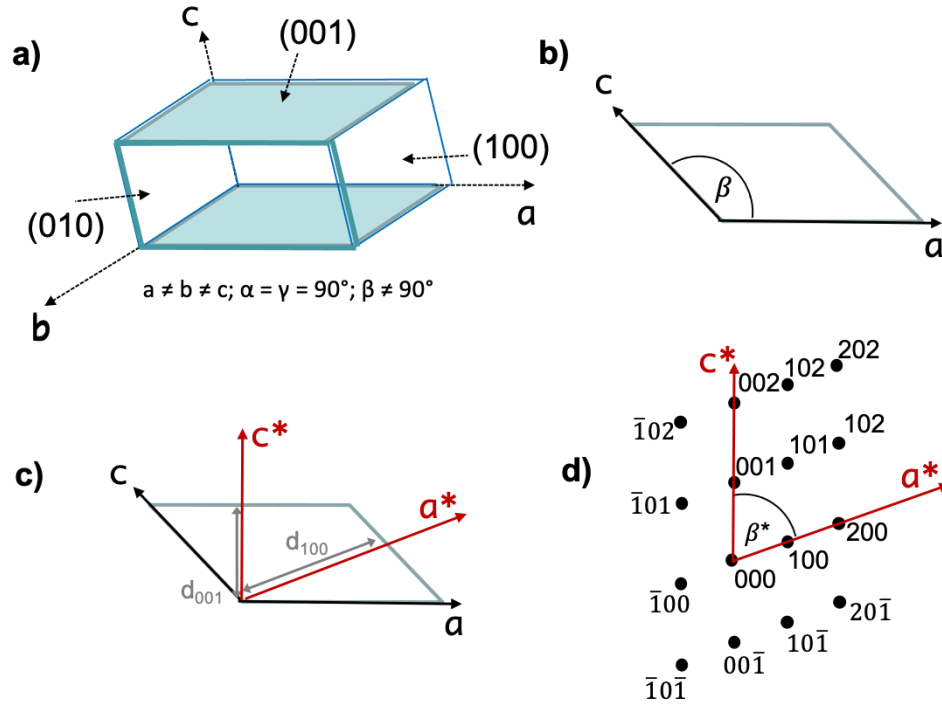 a)
c
(001)
(100)
a
(010)
b
a ≠ b ≠ c; α = γ = 90°; β ≠ 90°
b)
c
β
a
c)
c*
c
a*
d₁₀₀
d₀₀₁
a
d)
c*
202
102
002
1̅02
102
101
001
a*
1̅01
β*
200
100
000
1̅00
201̅
101̅
001̅
1̅01̅